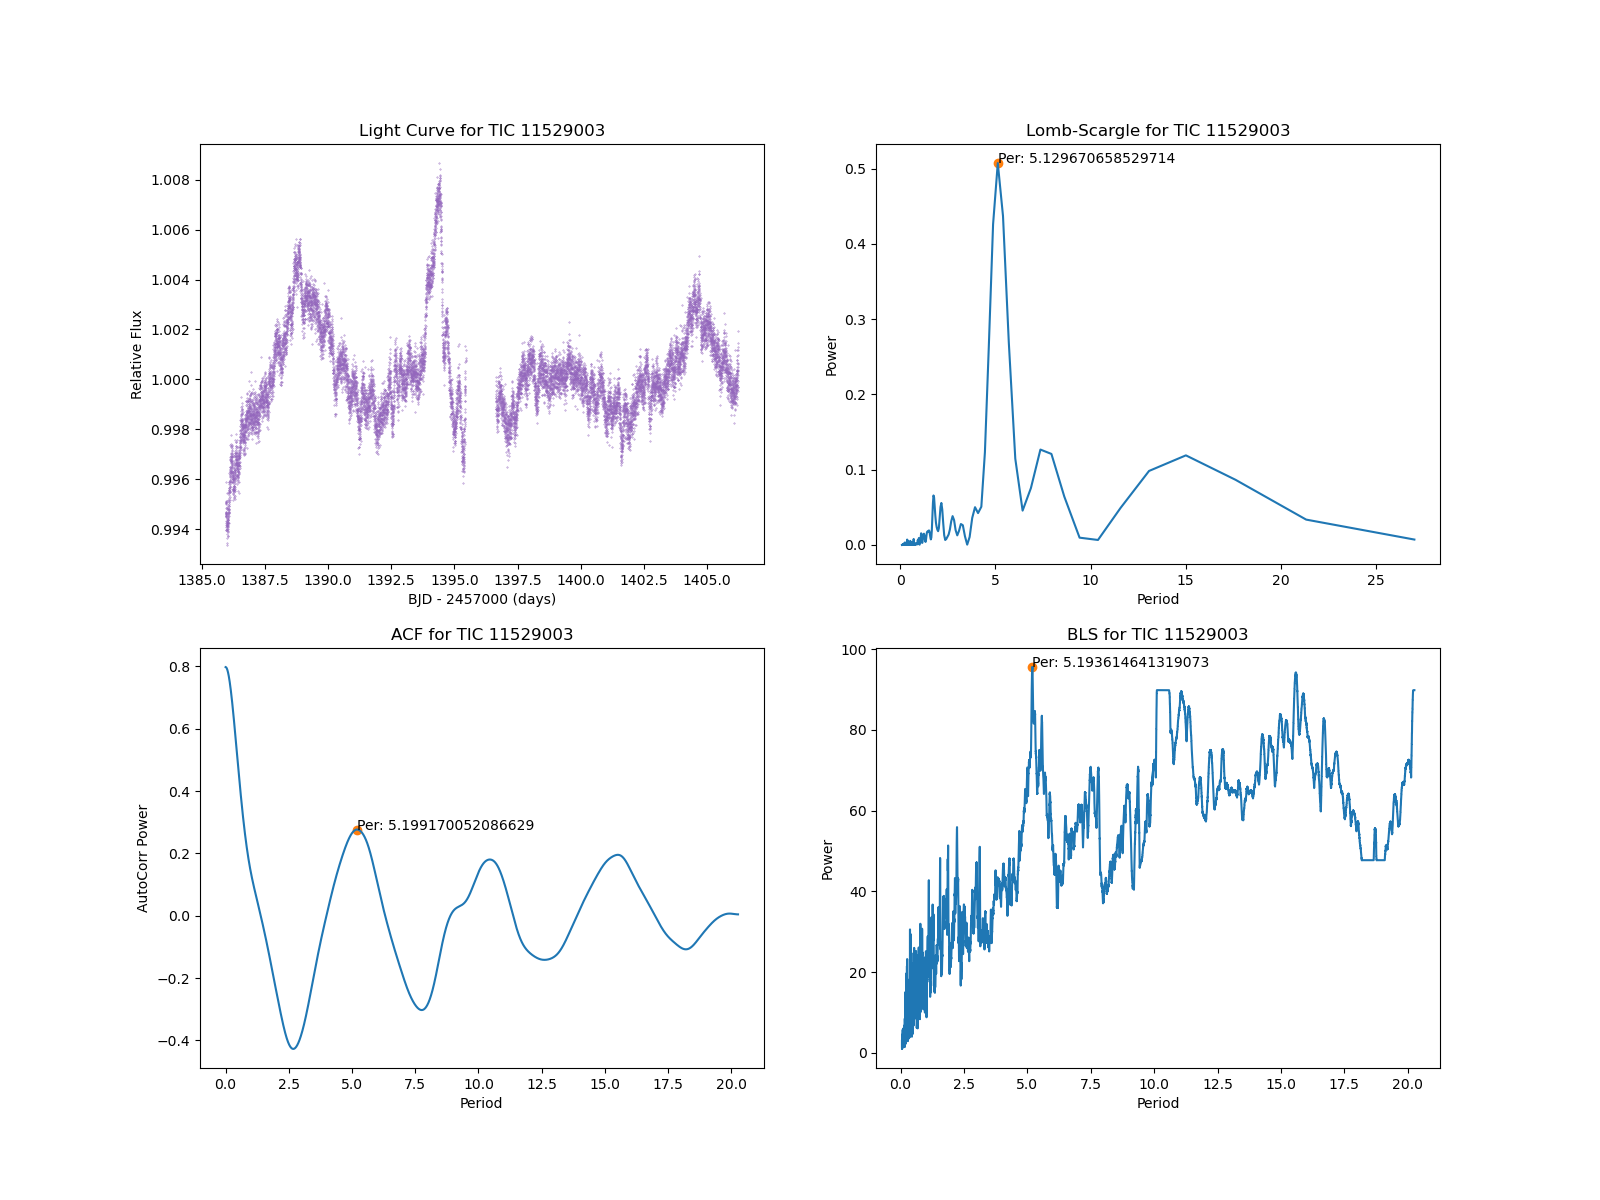 Light Curve for TIC 11529003
1.008
1.006
1.004
1.002
1.000
0.998
0.996
0.994
Relative Flux
1385.0 1387.5 1390.0 1392.5 1395.0 1397.5 1400.0 1402.5 1405.0
BJD - 2457000 (days)
Lomb-Scargle for TIC 11529003
Per: 5.129670658529714
0.5
0.4
0.3
0.2
0.1
0.0
Power
0 5 10 15 20 25
Period
ACF for TIC 11529003
0.8
0.6
0.4
0.2
0.0
−0.2
−0.4
AutoCorr Power
Per: 5.199170052086629
0.0 2.5 5.0 7.5 10.0 12.5 15.0 17.5 20.0
Period
BLS for TIC 11529003
Per: 5.193614641319073
100
80
60
40
20
0
Power
0.0 2.5 5.0 7.5 10.0 12.5 15.0 17.5 20.0
Period